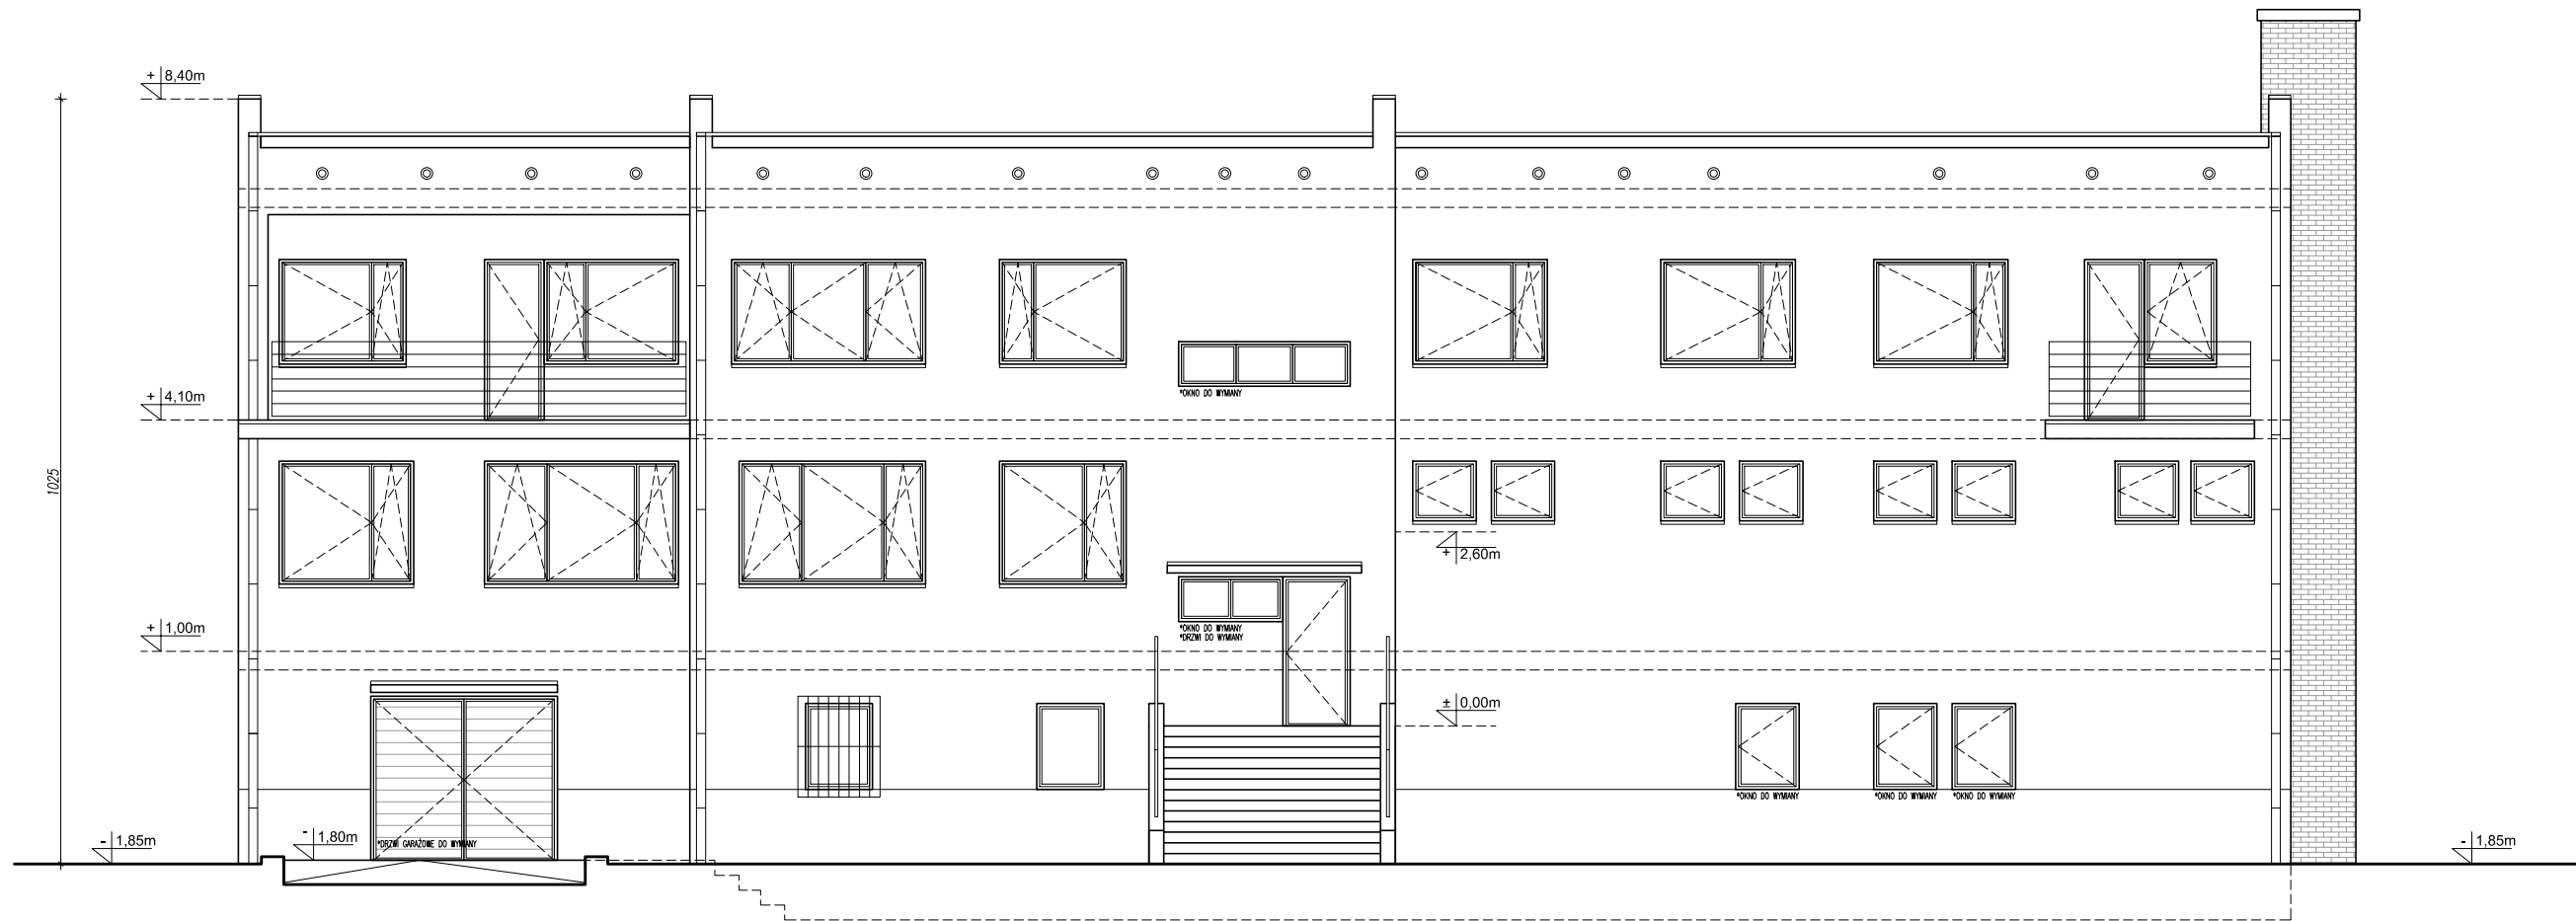 + 8,40m
1025
+ 4,10m
*OKNO DO WYMIANY
+ 2,60m
+ 1,00m
*OKNO DO WYMIANY
*DRZWI DO WYMIANY
± 0,00m
*OKNO DO WYMIANY
*OKNO DO WYMIANY
*OKNO DO WYMIANY
- 1,85m
- 1,80m
*DRZWI GARAŻOWE DO WYMIANY
- 1,85m